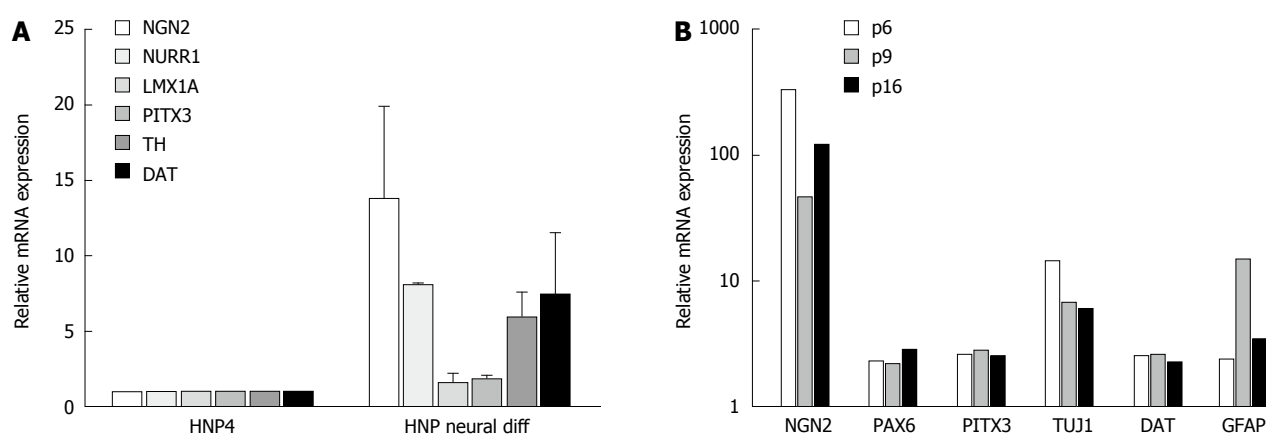 A
NGN2
NURR1
LMX1A
PITX3
TH
DAT
Relative mRNA expression
25
20
15
10
5
0
HNP4 HNP neural diff
B
p6
p9
p16
Relative mRNA expression
1000
100
10
1
NGN2 PAX6 PITX3 TUJ1 DAT GFAP